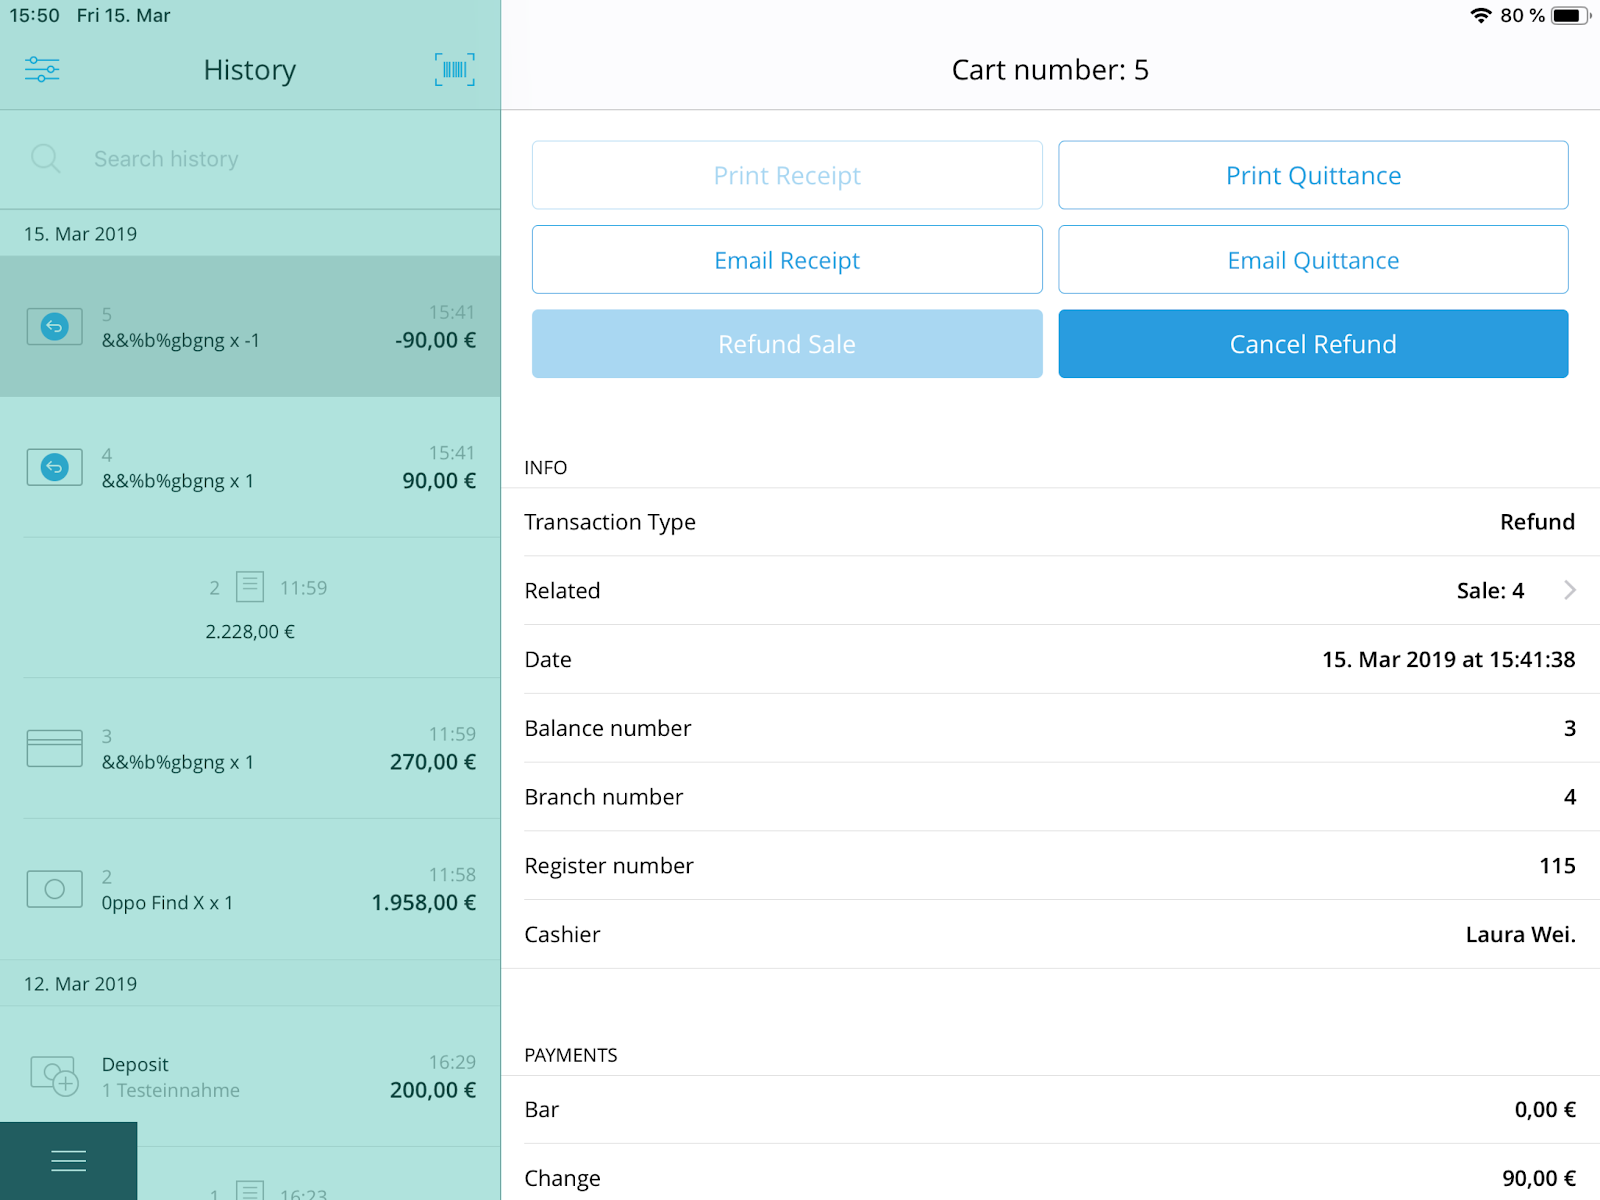 15:50 Fri 15. Mar
80 %
History
Cart number: 5
Search history
15. Mar 2019
5 15:41
&&%b%gbgng x -1 -90,00 €
4 15:41
&&%b%gbgng x 1 90,00 €
2 11:59
2.228,00 €
3 11:59
&&%b%gbgng x 1 270,00 €
2 11:58
0ppo Find X x 1 1.958,00 €
12. Mar 2019
Deposit 16:29
1 Testeinnahme 200,00 €
1 16:23
Print Receipt Print Quittance
Email Receipt Email Quittance
Refund Sale Cancel Refund
INFO
Transaction Type Refund
Related Sale: 4
Date 15. Mar 2019 at 15:41:38
Balance number 3
Branch number 4
Register number 115
Cashier Laura Wei.
PAYMENTS
Bar 0,00 €
Change 90,00 €